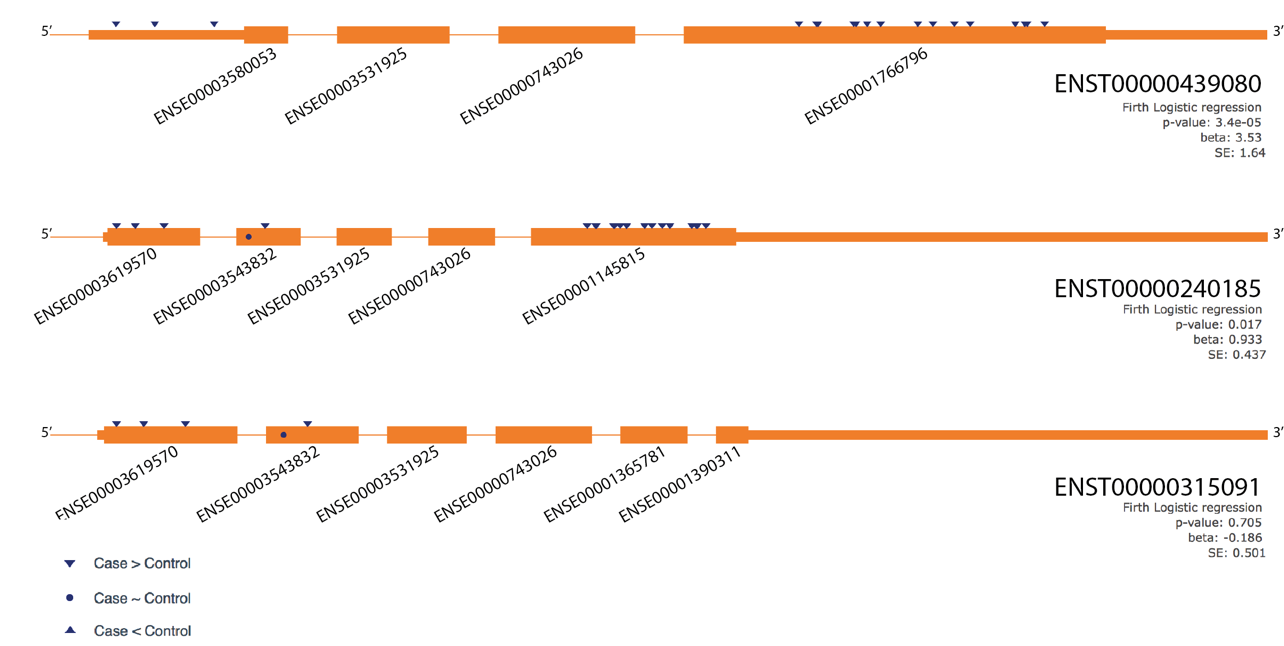 5′
3′
ENSE00003580053
ENSE00003531925
ENSE00000743026
ENSE00001766796
ENST00000439080
Firth Logistic regression
p-value: 3.4e-05
beta: 3.53
SE: 1.64
5′
3′
ENSE00003619570
ENSE00003543832
ENSE00003531925
ENSE00000743026
ENSE00001145815
ENST00000240185
Firth Logistic regression
p-value: 0.017
beta: 0.933
SE: 0.437
5′
3′
ENSE00003619570
ENSE00003543832
ENSE00003531925
ENSE00000743026
ENSE00001365781
ENSE00001390311
ENST00000315091
Firth Logistic regression
p-value: 0.705
beta: -0.186
SE: 0.501
Case > Control
Case ~ Control
Case < Control